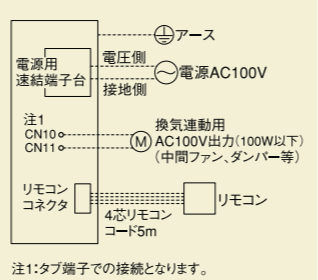 アース
電源用
速結端子台
電圧側
電源AC100V
接地側
注1
CN10
CN11
M
換気連動用
AC100V出力(100W以下)
(中間ファン、ダンパー等)
リモコン
コネクタ
リモコン
4芯リモコン
コード5m
注1:タブ端子での接続となります。